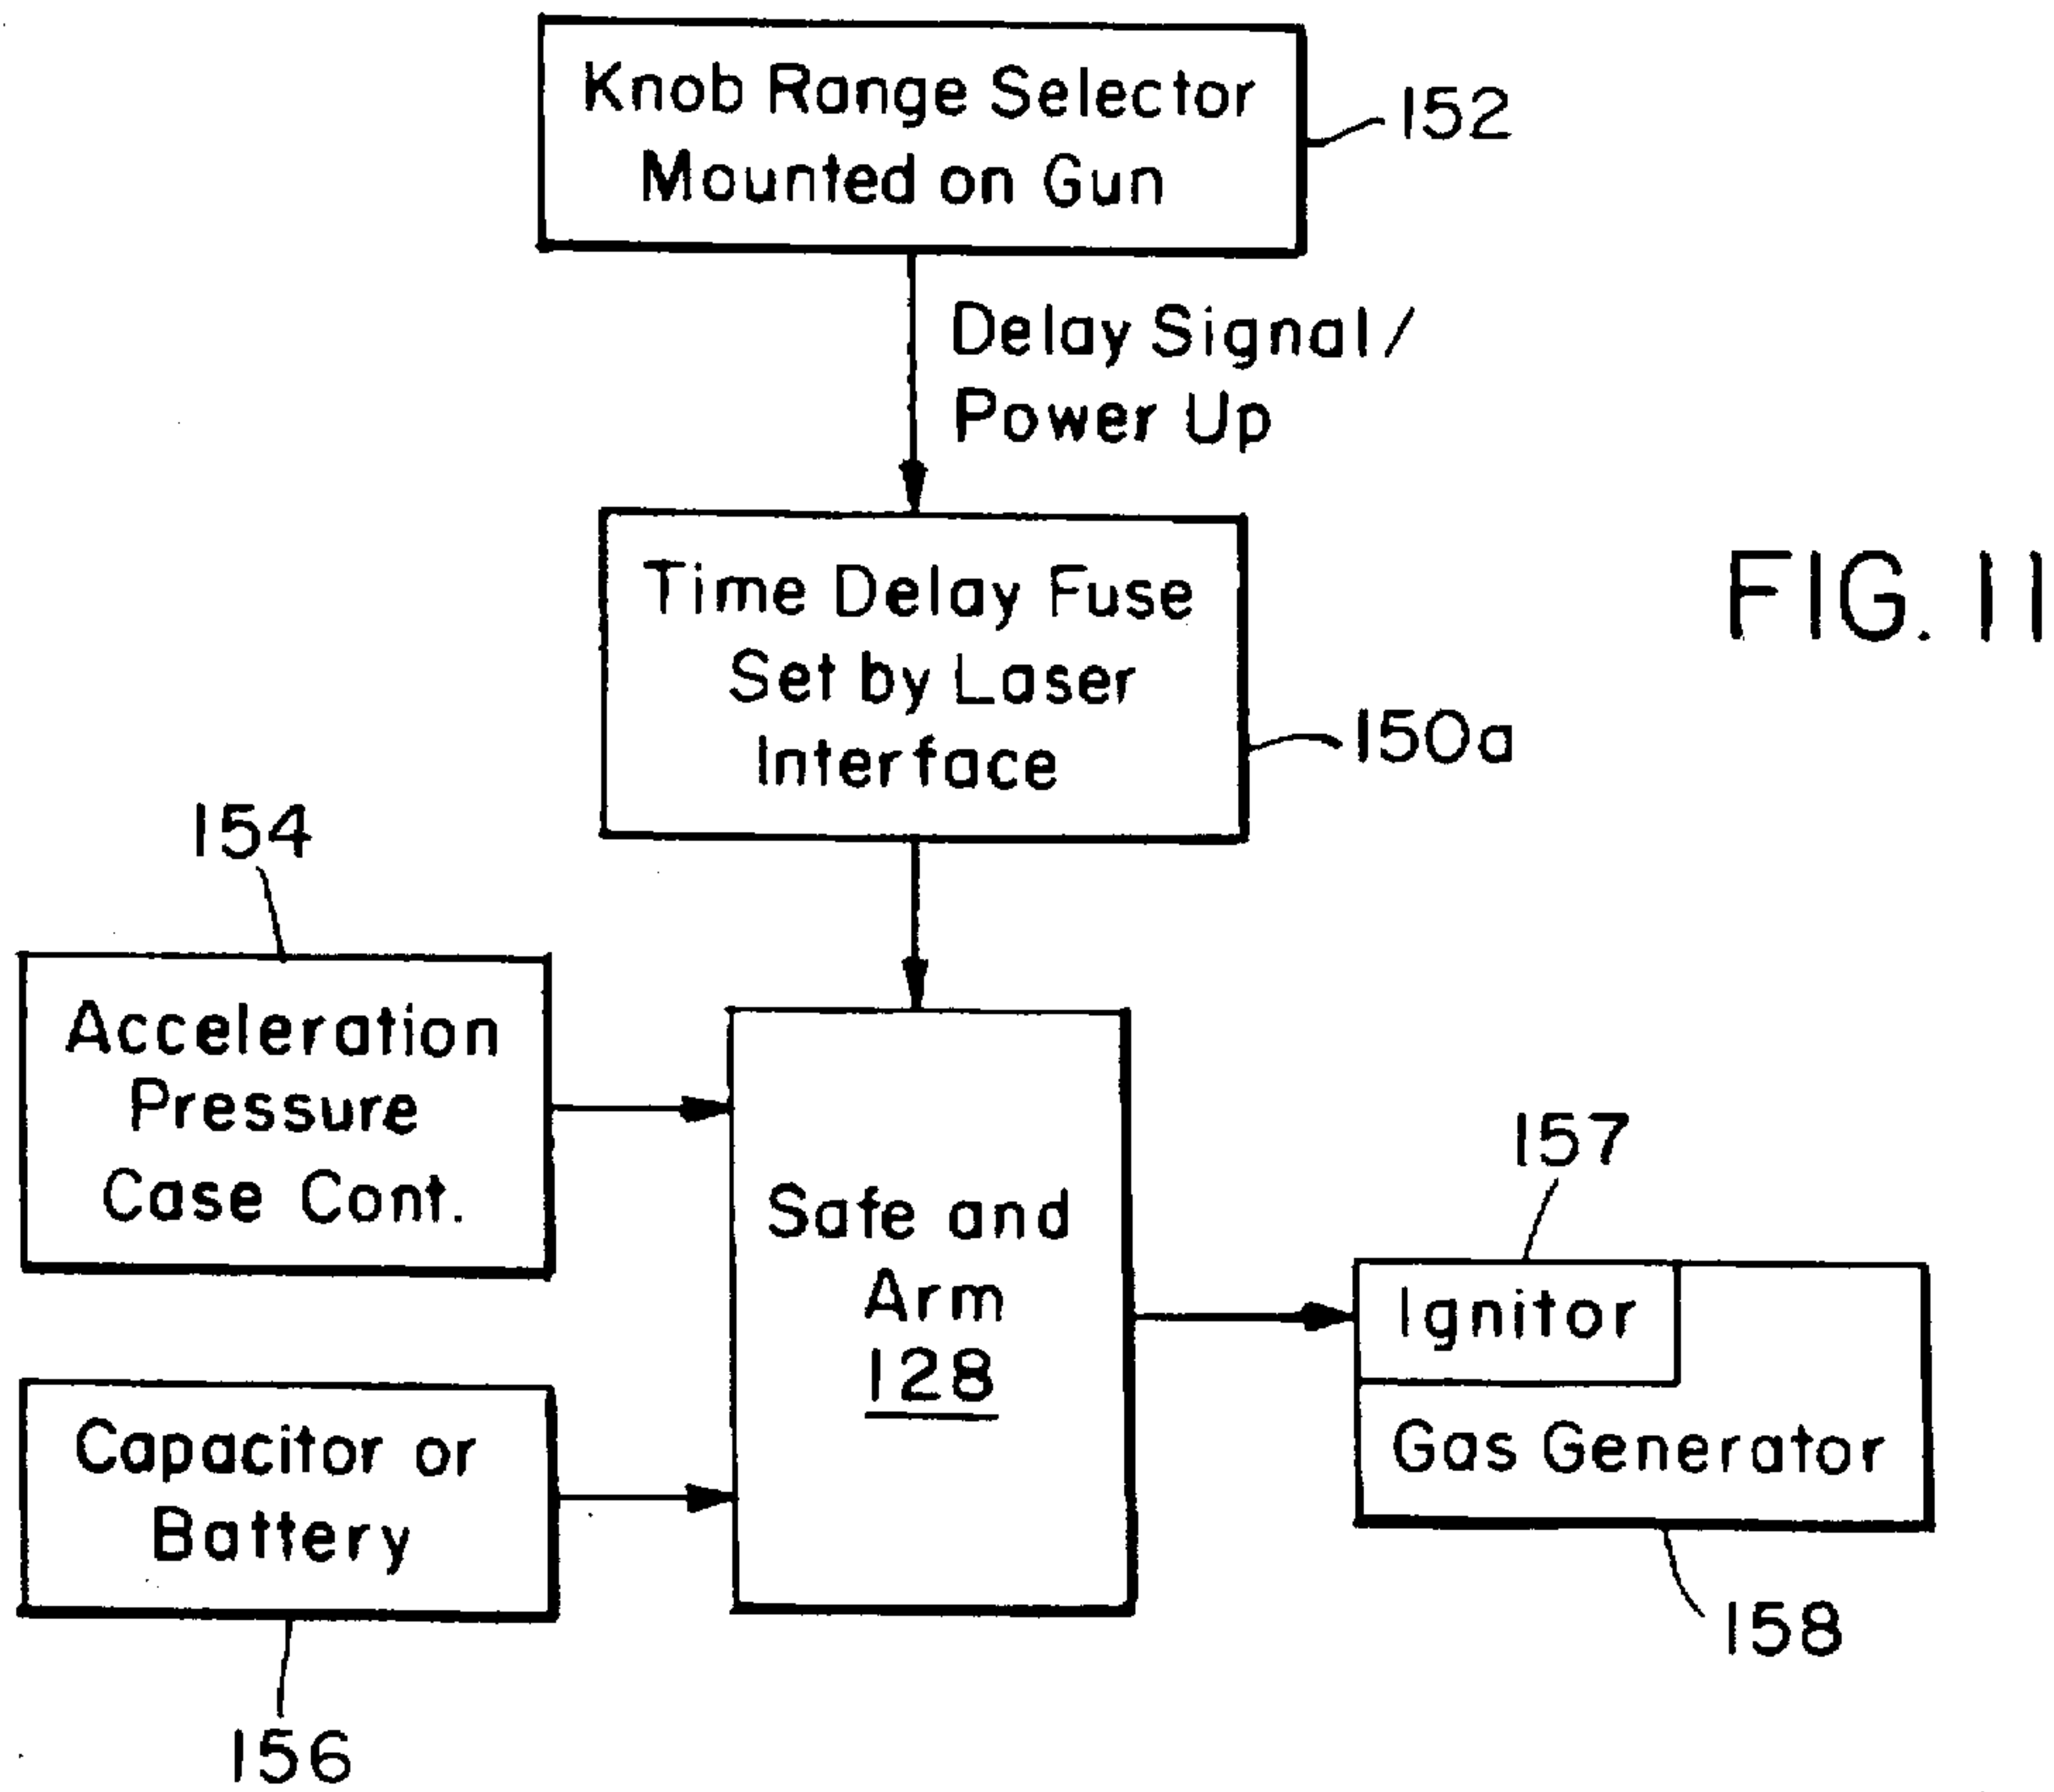 Knob Range Selector
Mounted on Gun
152
Delay Signal/
Power Up
Time Delay Fuse
Set by Laser
Interface
150a
FIG. 11
154
Acceleration
Pressure
Case Cont.
Safe and
Arm
128
157
Ignitor
Gas Generator
158
Capacitor or
Battery
156